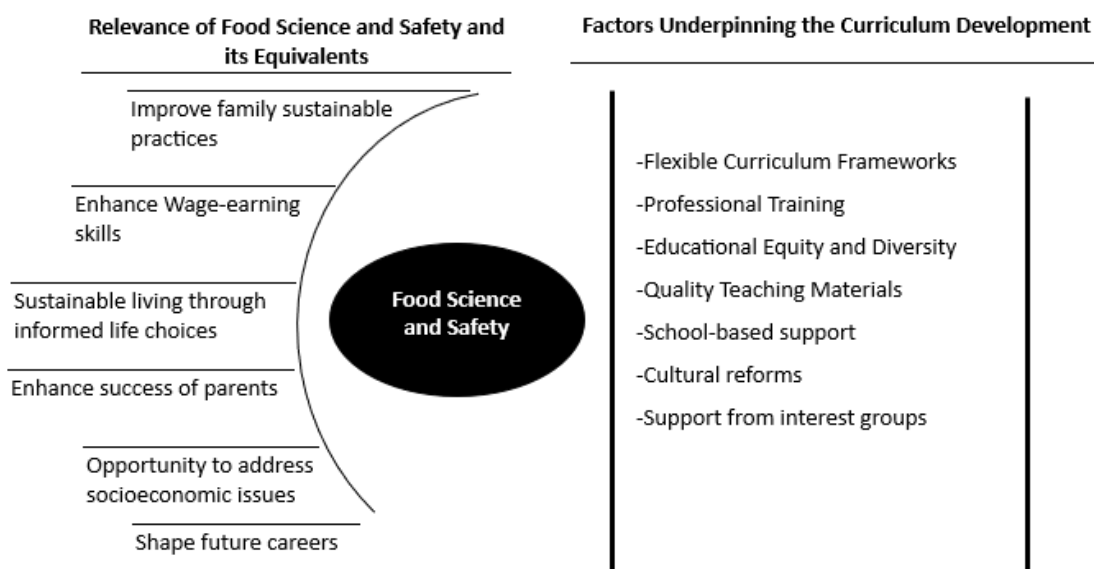 Relevance of Food Science and Safety and
its Equivalents
Improve family sustainable
practices
Enhance Wage-earning
skills
Sustainable living through
informed life choices
Enhance success of parents
Opportunity to address
socioeconomic issues
Shape future careers
Food Science
and Safety
Factors Underpinning the Curriculum Development
-Flexible Curriculum Frameworks
-Professional Training
-Educational Equity and Diversity
-Quality Teaching Materials
-School-based support
-Cultural reforms
-Support from interest groups